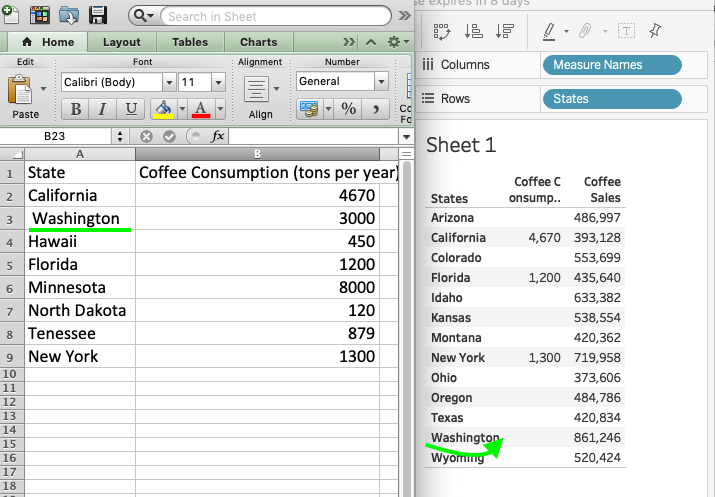 se expires in 8 days
Search in Sheet
Home Layout Tables Charts
Edit Font Alignment Number
Calibri (Body) 11 General
Paste B I U A Align % , 
Co
Fo
B23 fx
A B
1 State Coffee Consumption (tons per year)
2 California 4670
3 Washington 3000
4 Hawaii 450
5 Florida 1200
6 Minnesota 8000
7 North Dakota 120
8 Tenessee 879
9 New York 1300
10
11
12
13
14
15
16
17
18
iii Columns Measure Names
Rows States
Sheet 1
Coffee C Coffee
States onsump.. Sales
Arizona 486,997
California 4,670 393,128
Colorado 553,699
Florida 1,200 435,640
Idaho 633,382
Kansas 538,554
Montana 420,362
New York 1,300 719,958
Ohio 373,606
Oregon 484,786
Texas 420,834
Washington 861,246
Wyoming 520,424